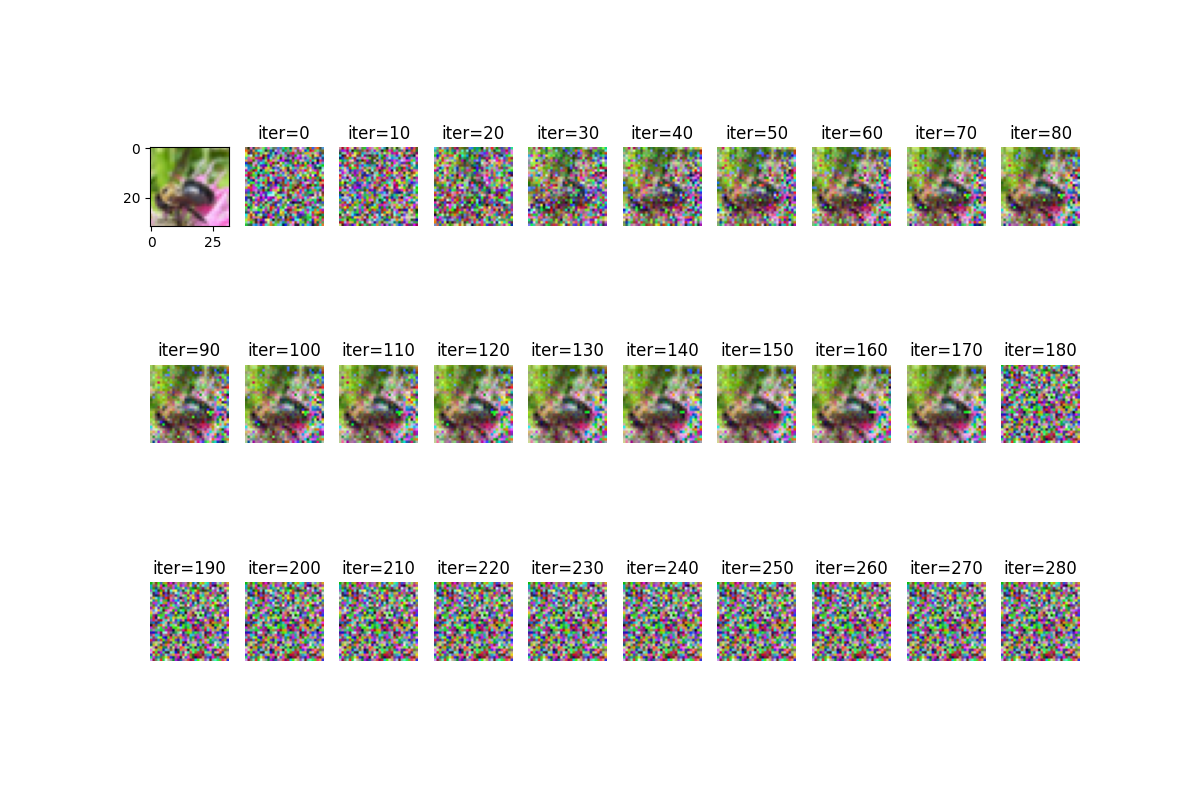 iter=0 iter=10 iter=20 iter=30 iter=40 iter=50 iter=60 iter=70 iter=80
0
20
0 25
iter=90 iter=100 iter=110 iter=120 iter=130 iter=140 iter=150 iter=160 iter=170 iter=180
iter=190 iter=200 iter=210 iter=220 iter=230 iter=240 iter=250 iter=260 iter=270 iter=280